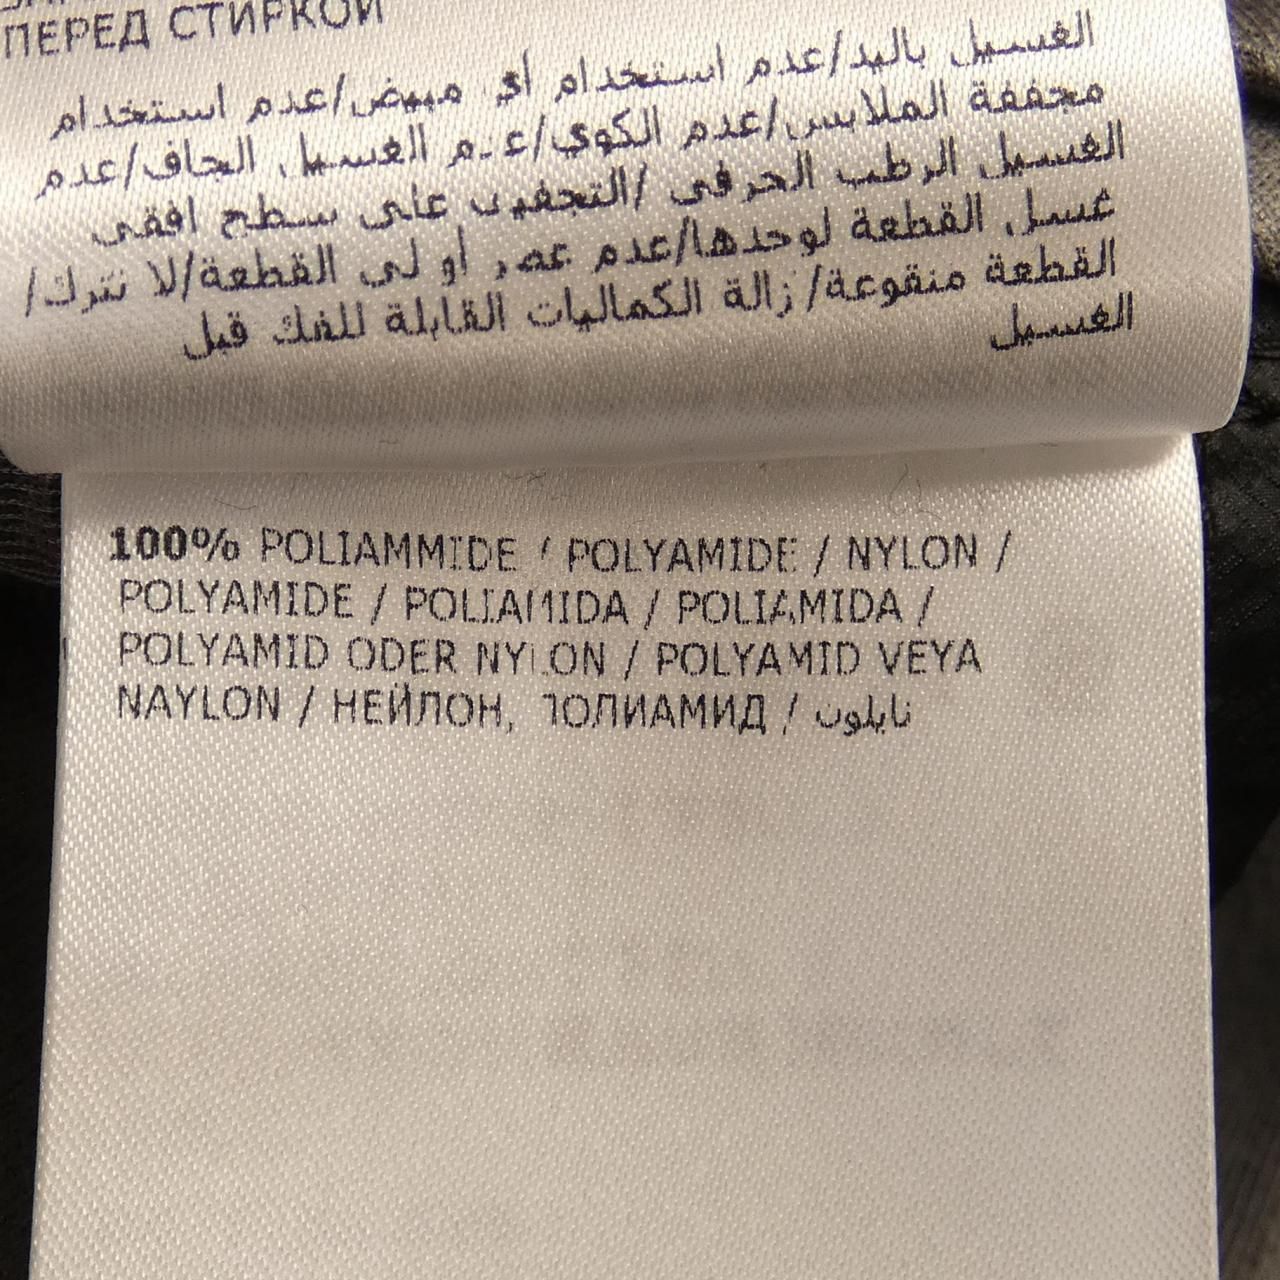 ПЕРЕД СТИРКОЙ
الغسيل باليد/عدم استخدام أي مبيض/عدم استخدام
مجففة الملابس/عدم الكوي/عدم الغسيل الجاف/عدم
الغسيل الرطب الحرفي /التجفيف على سطح افقي
غسل القطعة لوحدها/عدم عصر أو لي القطعة/لا تترك/
القطعة منقوعة/ زالة الكماليات القابلة للفك قبل
الغسيل
100% POLIAMMIDE / POLYAMIDE / NYLON /
POLYAMIDE / POLIAMIDA / POLIAMIDA /
POLYAMID ODER NYLON / POLYAMID VEYA
NAYLON / НЕЙЛОН, ПОЛИАМИД / نايلون